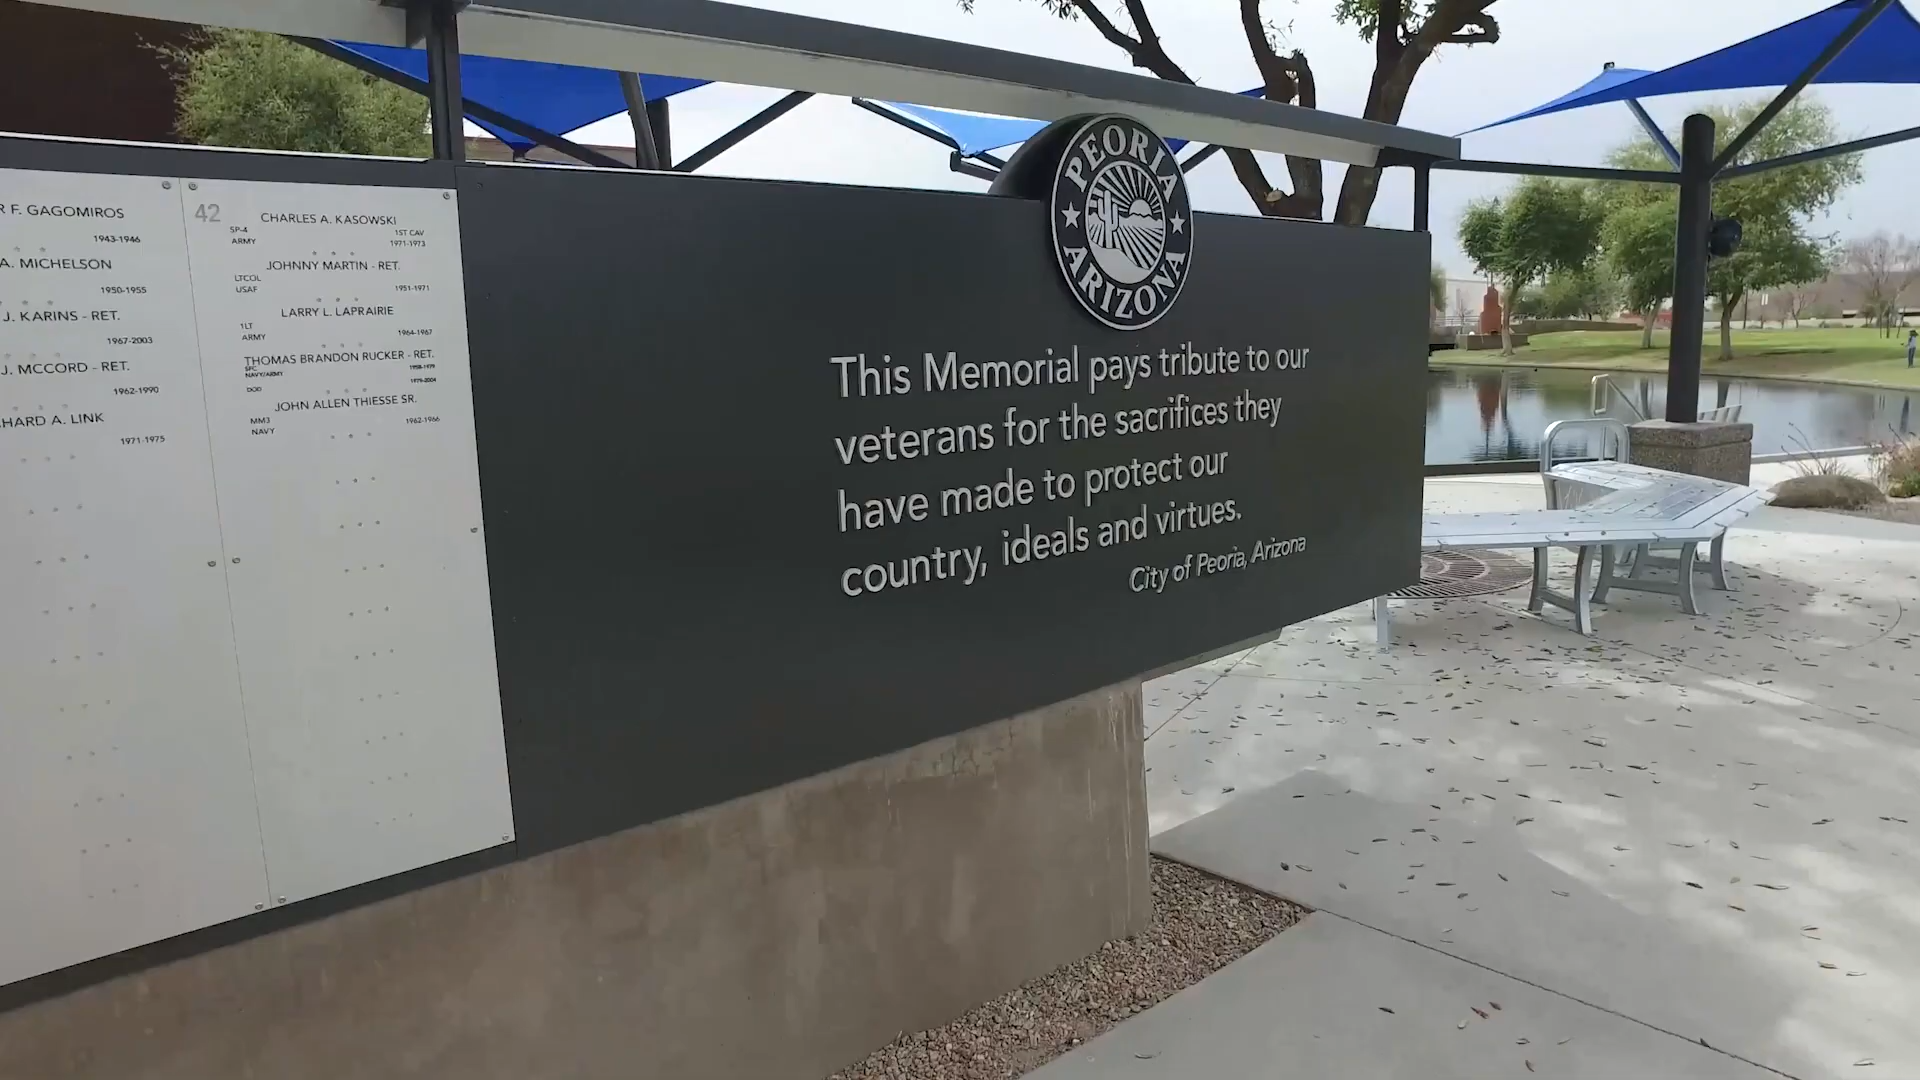 R F. GAGOMIROS
1943-1946
A. MICHELSON
1950-1955
J. KARINS - RET.
1967-2003
J. MCCORD - RET.
1962-1990
HARD A. LINK
1971-1975
42
CHARLES A. KASOWSKI
SP-4 1ST CAV
ARMY 1971-1973
JOHNNY MARTIN - RET.
LTCOL
USAF 1951-1971
LARRY L. LAPRAIRIE
1LT
ARMY 1964-1967
THOMAS BRANDON RUCKER - RET.
SFC 1958-1979
NAVY/ARMY
DOD 1979-2004
JOHN ALLEN THIESSE SR.
MM3 1962-1966
NAVY
PEORIA
ARIZONA
This Memorial pays tribute to our
veterans for the sacrifices they
have made to protect our
country, ideals and virtues.
City of Peoria, Arizona